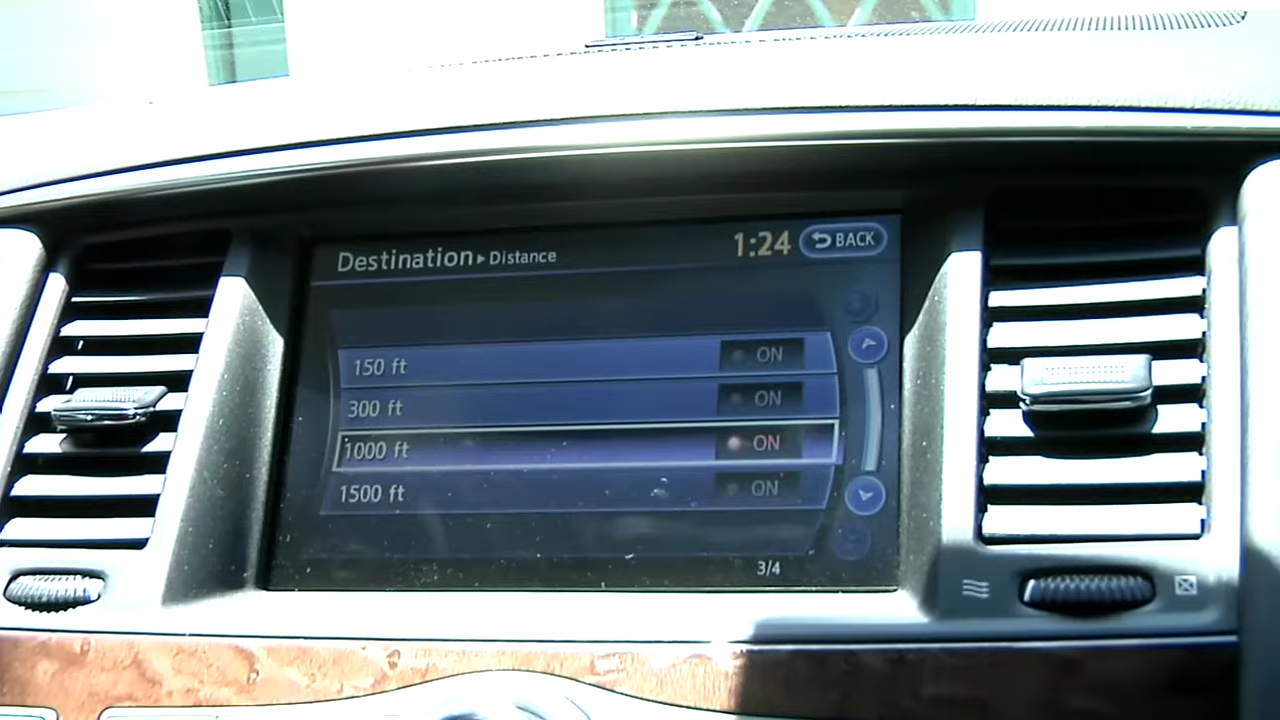 Destination ▸ Distance
1:24
BACK
150 ft ON
300 ft ON
1000 ft ON
1500 ft ON
3/4